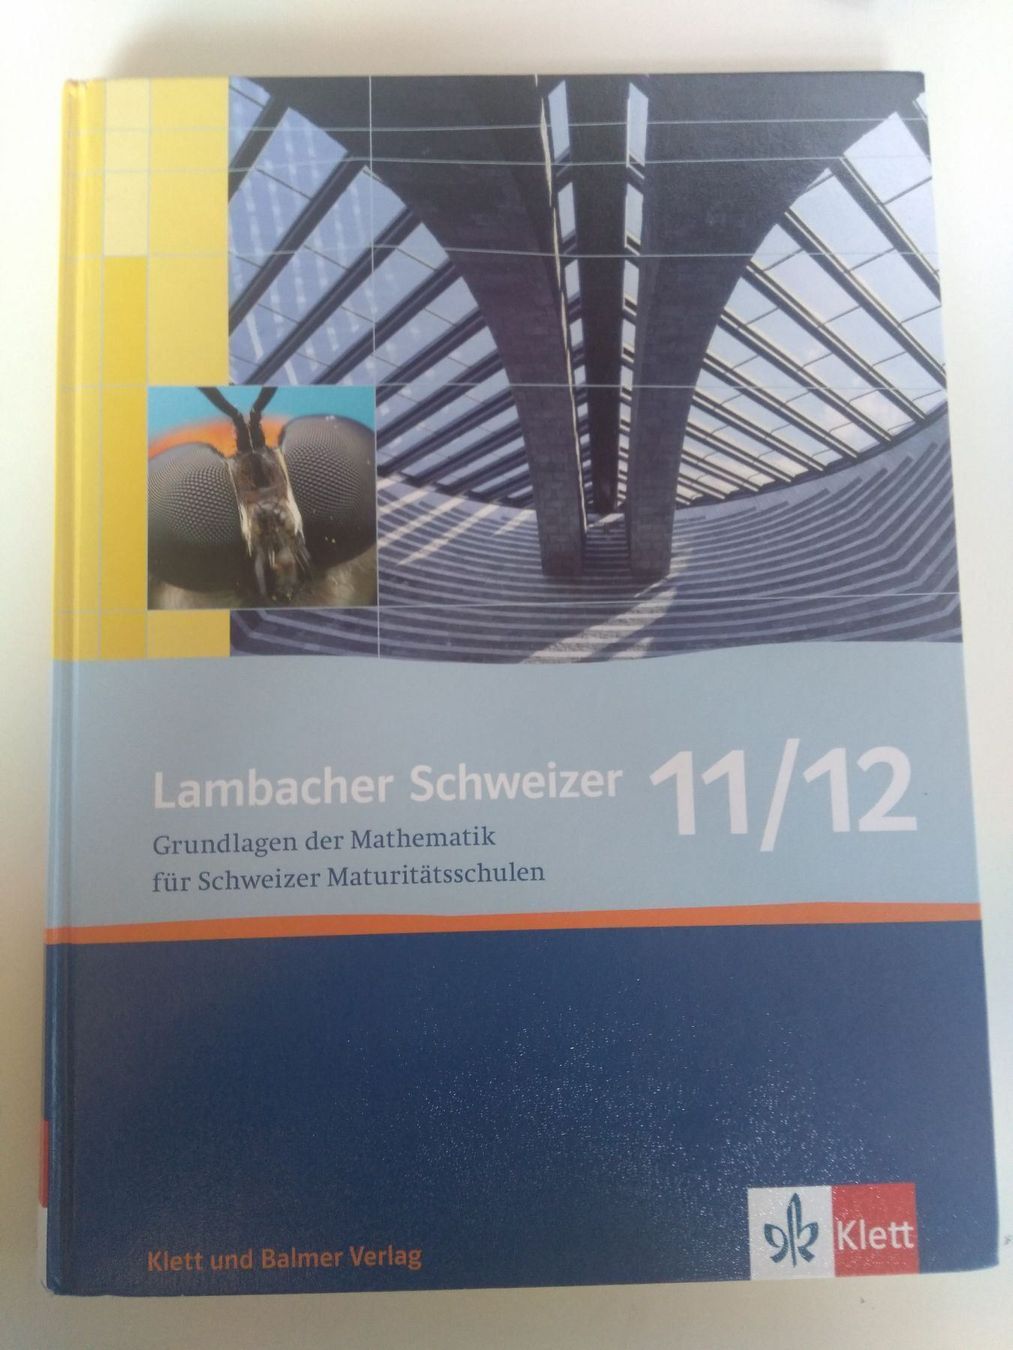 Lambacher Schweizer 11/12
Grundlagen der Mathematik
für Schweizer Maturitätsschulen
Klett und Balmer Verlag
Klett